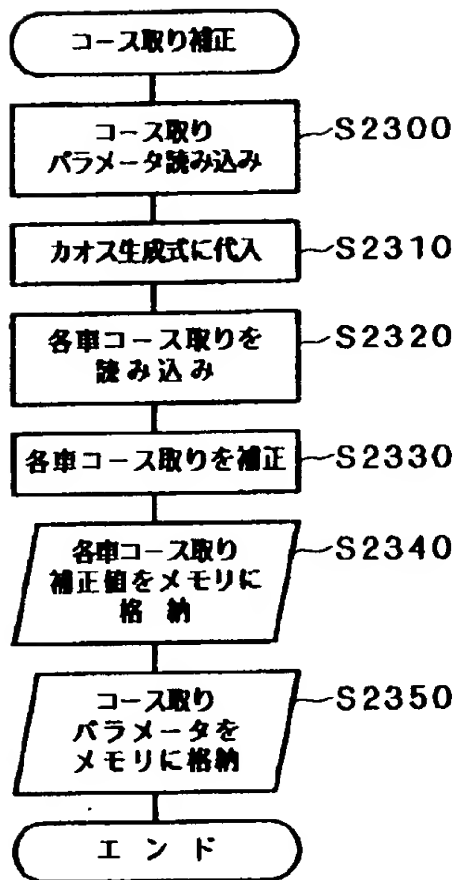 コース取り補正
コース取り
パラメータ読み込み
S2300
カオス生成式に代入
S2310
各車コース取りを
読み込み
S2320
各車コース取りを補正
S2330
各車コース取り
補正値をメモリに
格納
S2340
コース取り
パラメータを
メモリに格納
S2350
エンド